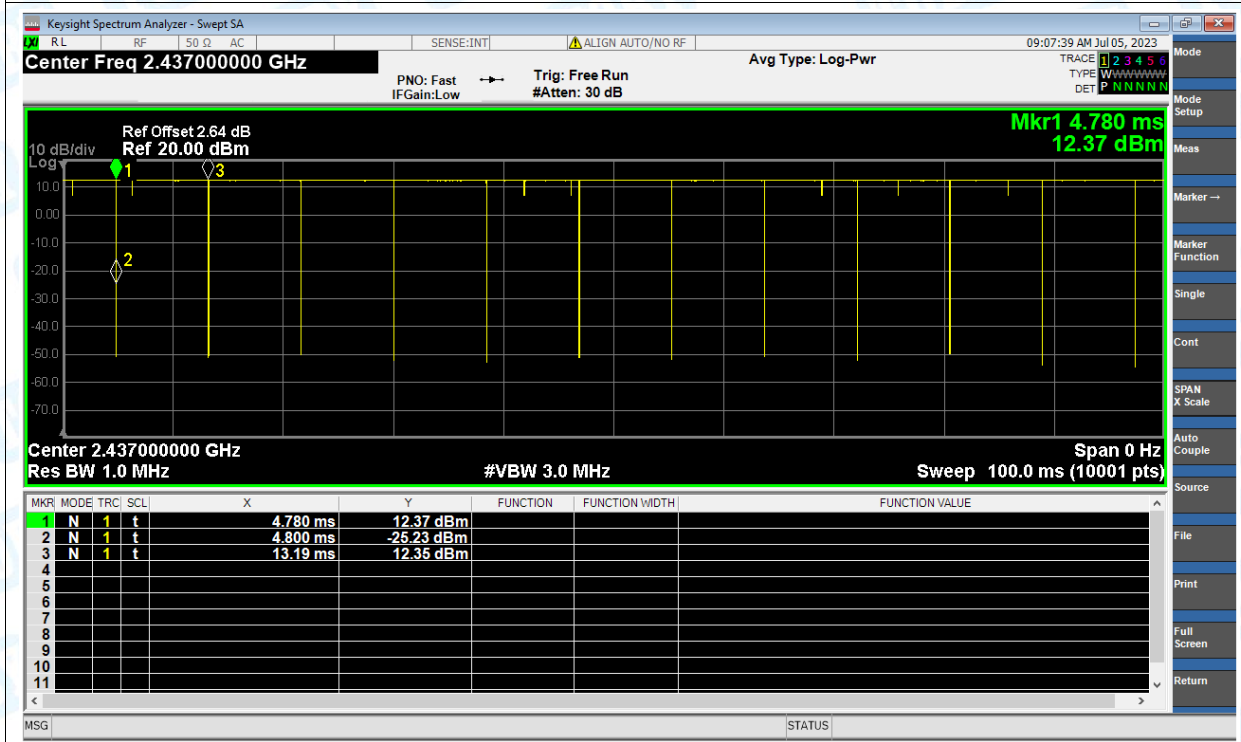 Keysight Spectrum Analyzer - Swept SA
LXI RL RF 50 Ω AC SENSE:INT ALIGN AUTO/NO RF 09:07:39 AM Jul 05, 2023
Center Freq 2.437000000 GHz
PNO: Fast
IFGain:Low
Trig: Free Run
#Atten: 30 dB
Avg Type: Log-Pwr
TRACE 1 2 3 4 5 6
TYPE WWWWWW
DET P N N N N N
Ref Offset 2.64 dB
10 dB/div Ref 20.00 dBm
Log
Mkr1 4.780 ms
12.37 dBm
1
2
3
10.0
0.00
-10.0
-20.0
-30.0
-40.0
-50.0
-60.0
-70.0
Center 2.437000000 GHz Span 0 Hz
Res BW 1.0 MHz #VBW 3.0 MHz Sweep 100.0 ms (10001 pts)
MKR MODE TRC SCL X Y FUNCTION FUNCTION WIDTH FUNCTION VALUE
1 N 1 t 4.780 ms 12.37 dBm
2 N 1 t 4.800 ms -25.23 dBm
3 N 1 t 13.19 ms 12.35 dBm
4
5
6
7
8
9
10
11
MSG STATUS
Mode
Mode
Setup
Meas
Marker →
Marker
Function
Single
Cont
SPAN
X Scale
Auto
Couple
Source
File
Print
Full
Screen
Return